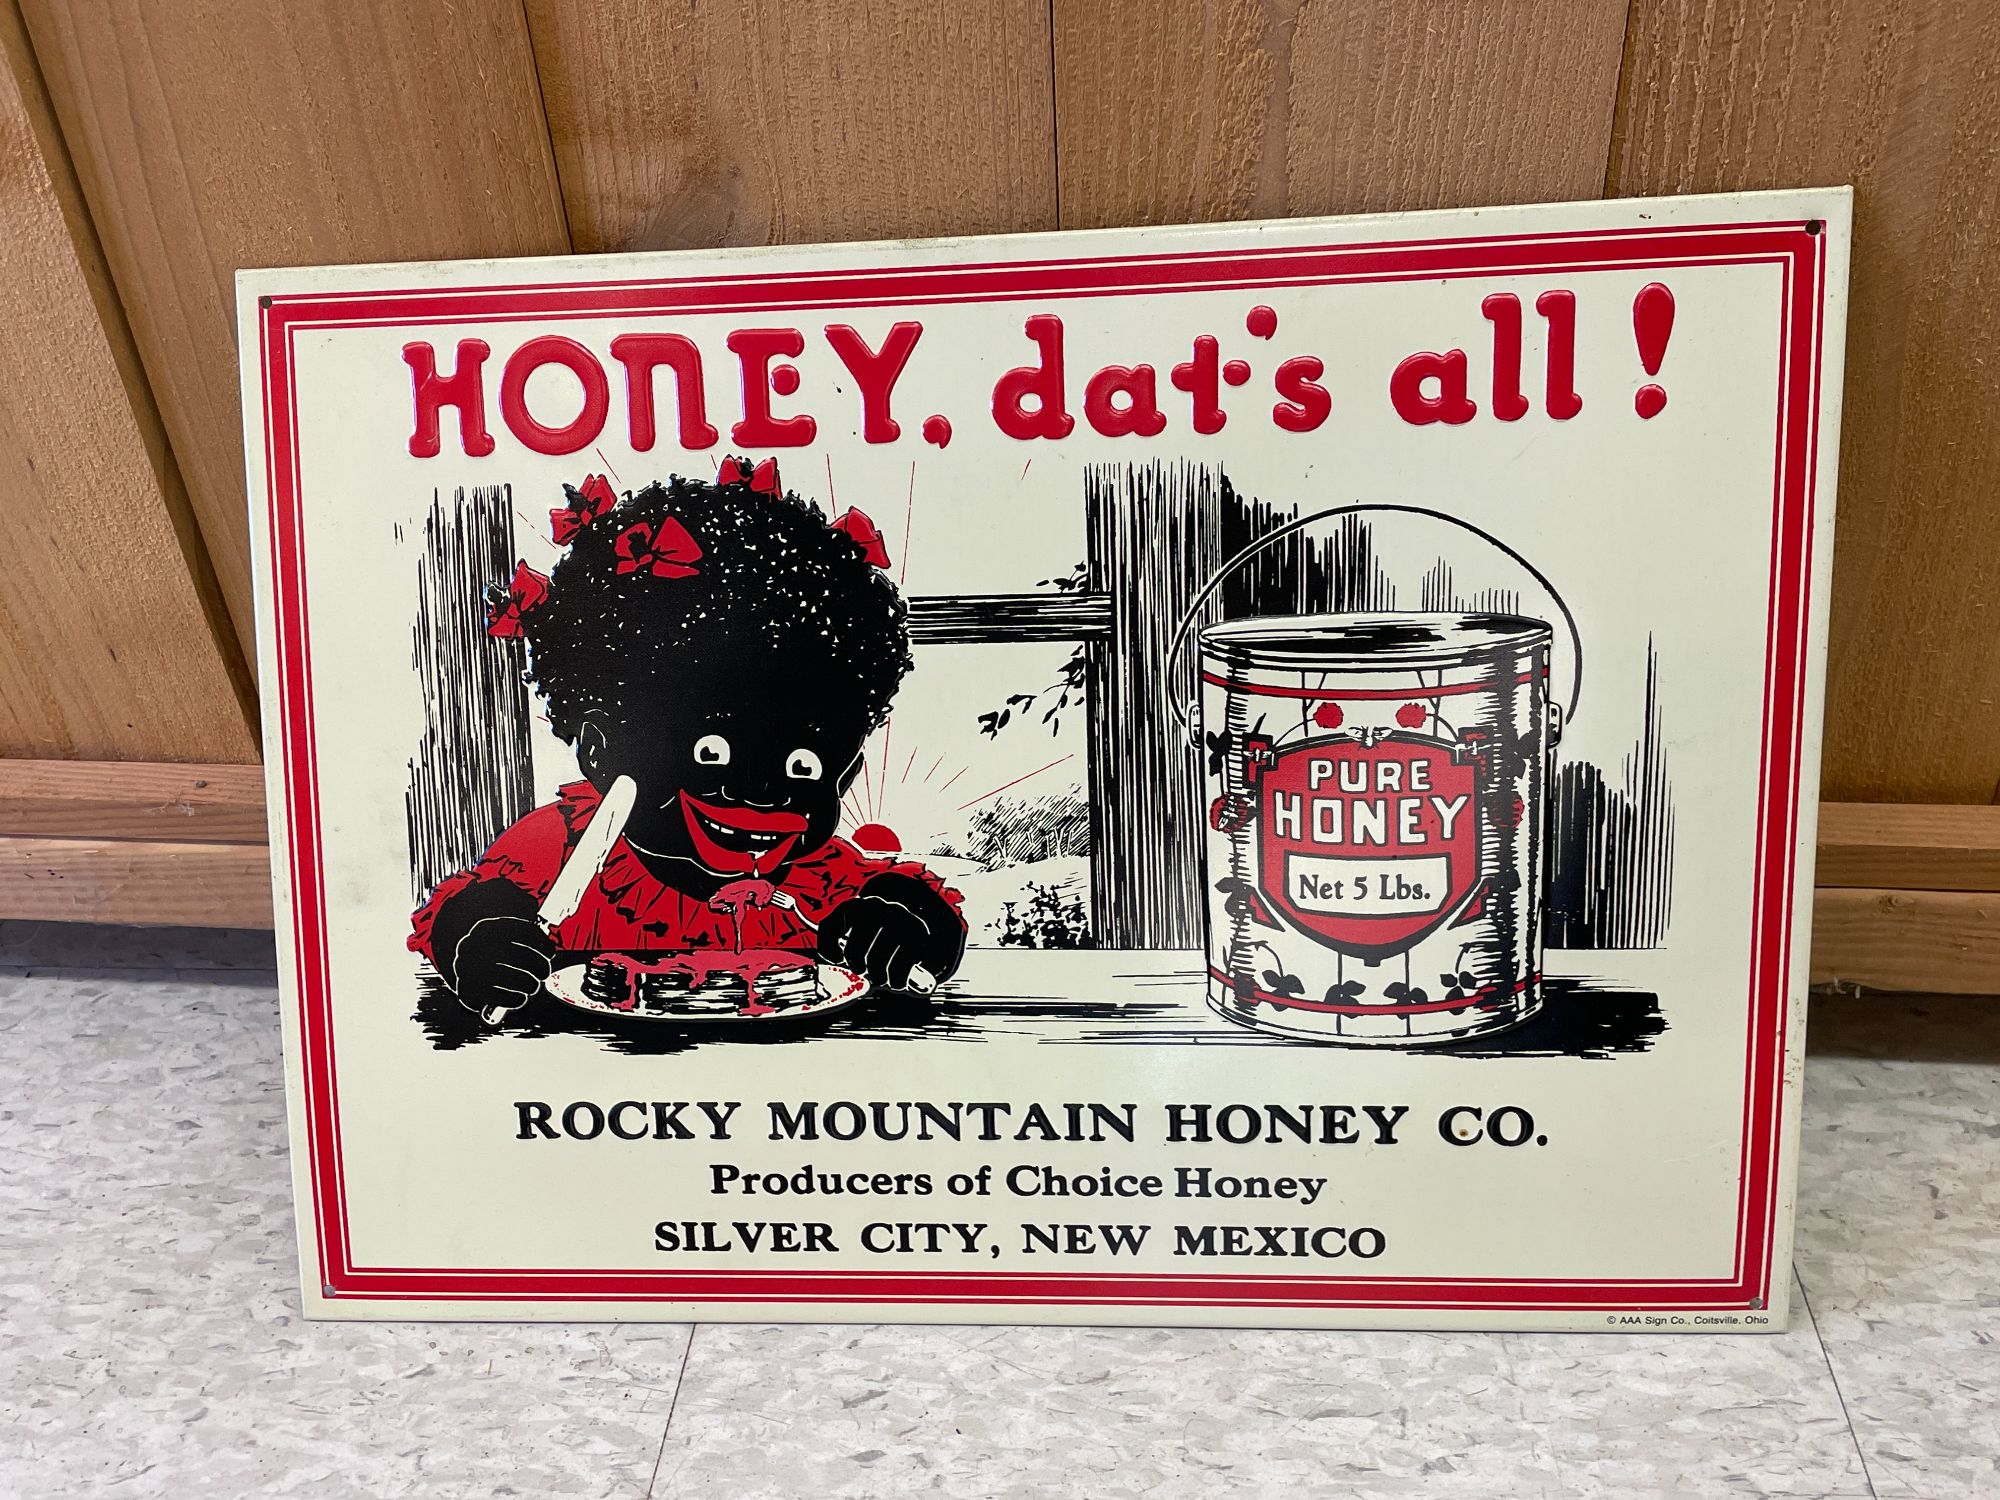 HONEY, dat's all!
PURE
HONEY
Net 5 Lbs.
ROCKY MOUNTAIN HONEY CO.
Producers of Choice Honey
SILVER CITY, NEW MEXICO
© AAA Sign Co., Coitsville, Ohio